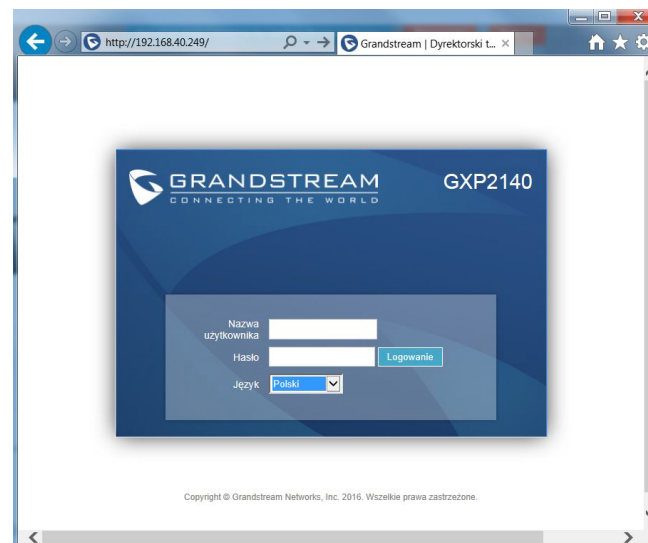 http://192.168.40.249/
Grandstream | Dyrektorski t...
GRANDSTREAM
CONNECTING THE WORLD
GXP2140
Nazwa
użytkownika
Hasło
Logowanie
Język
Polski
Copyright © Grandstream Networks, Inc. 2016. Wszelkie prawa zastrzeżone.